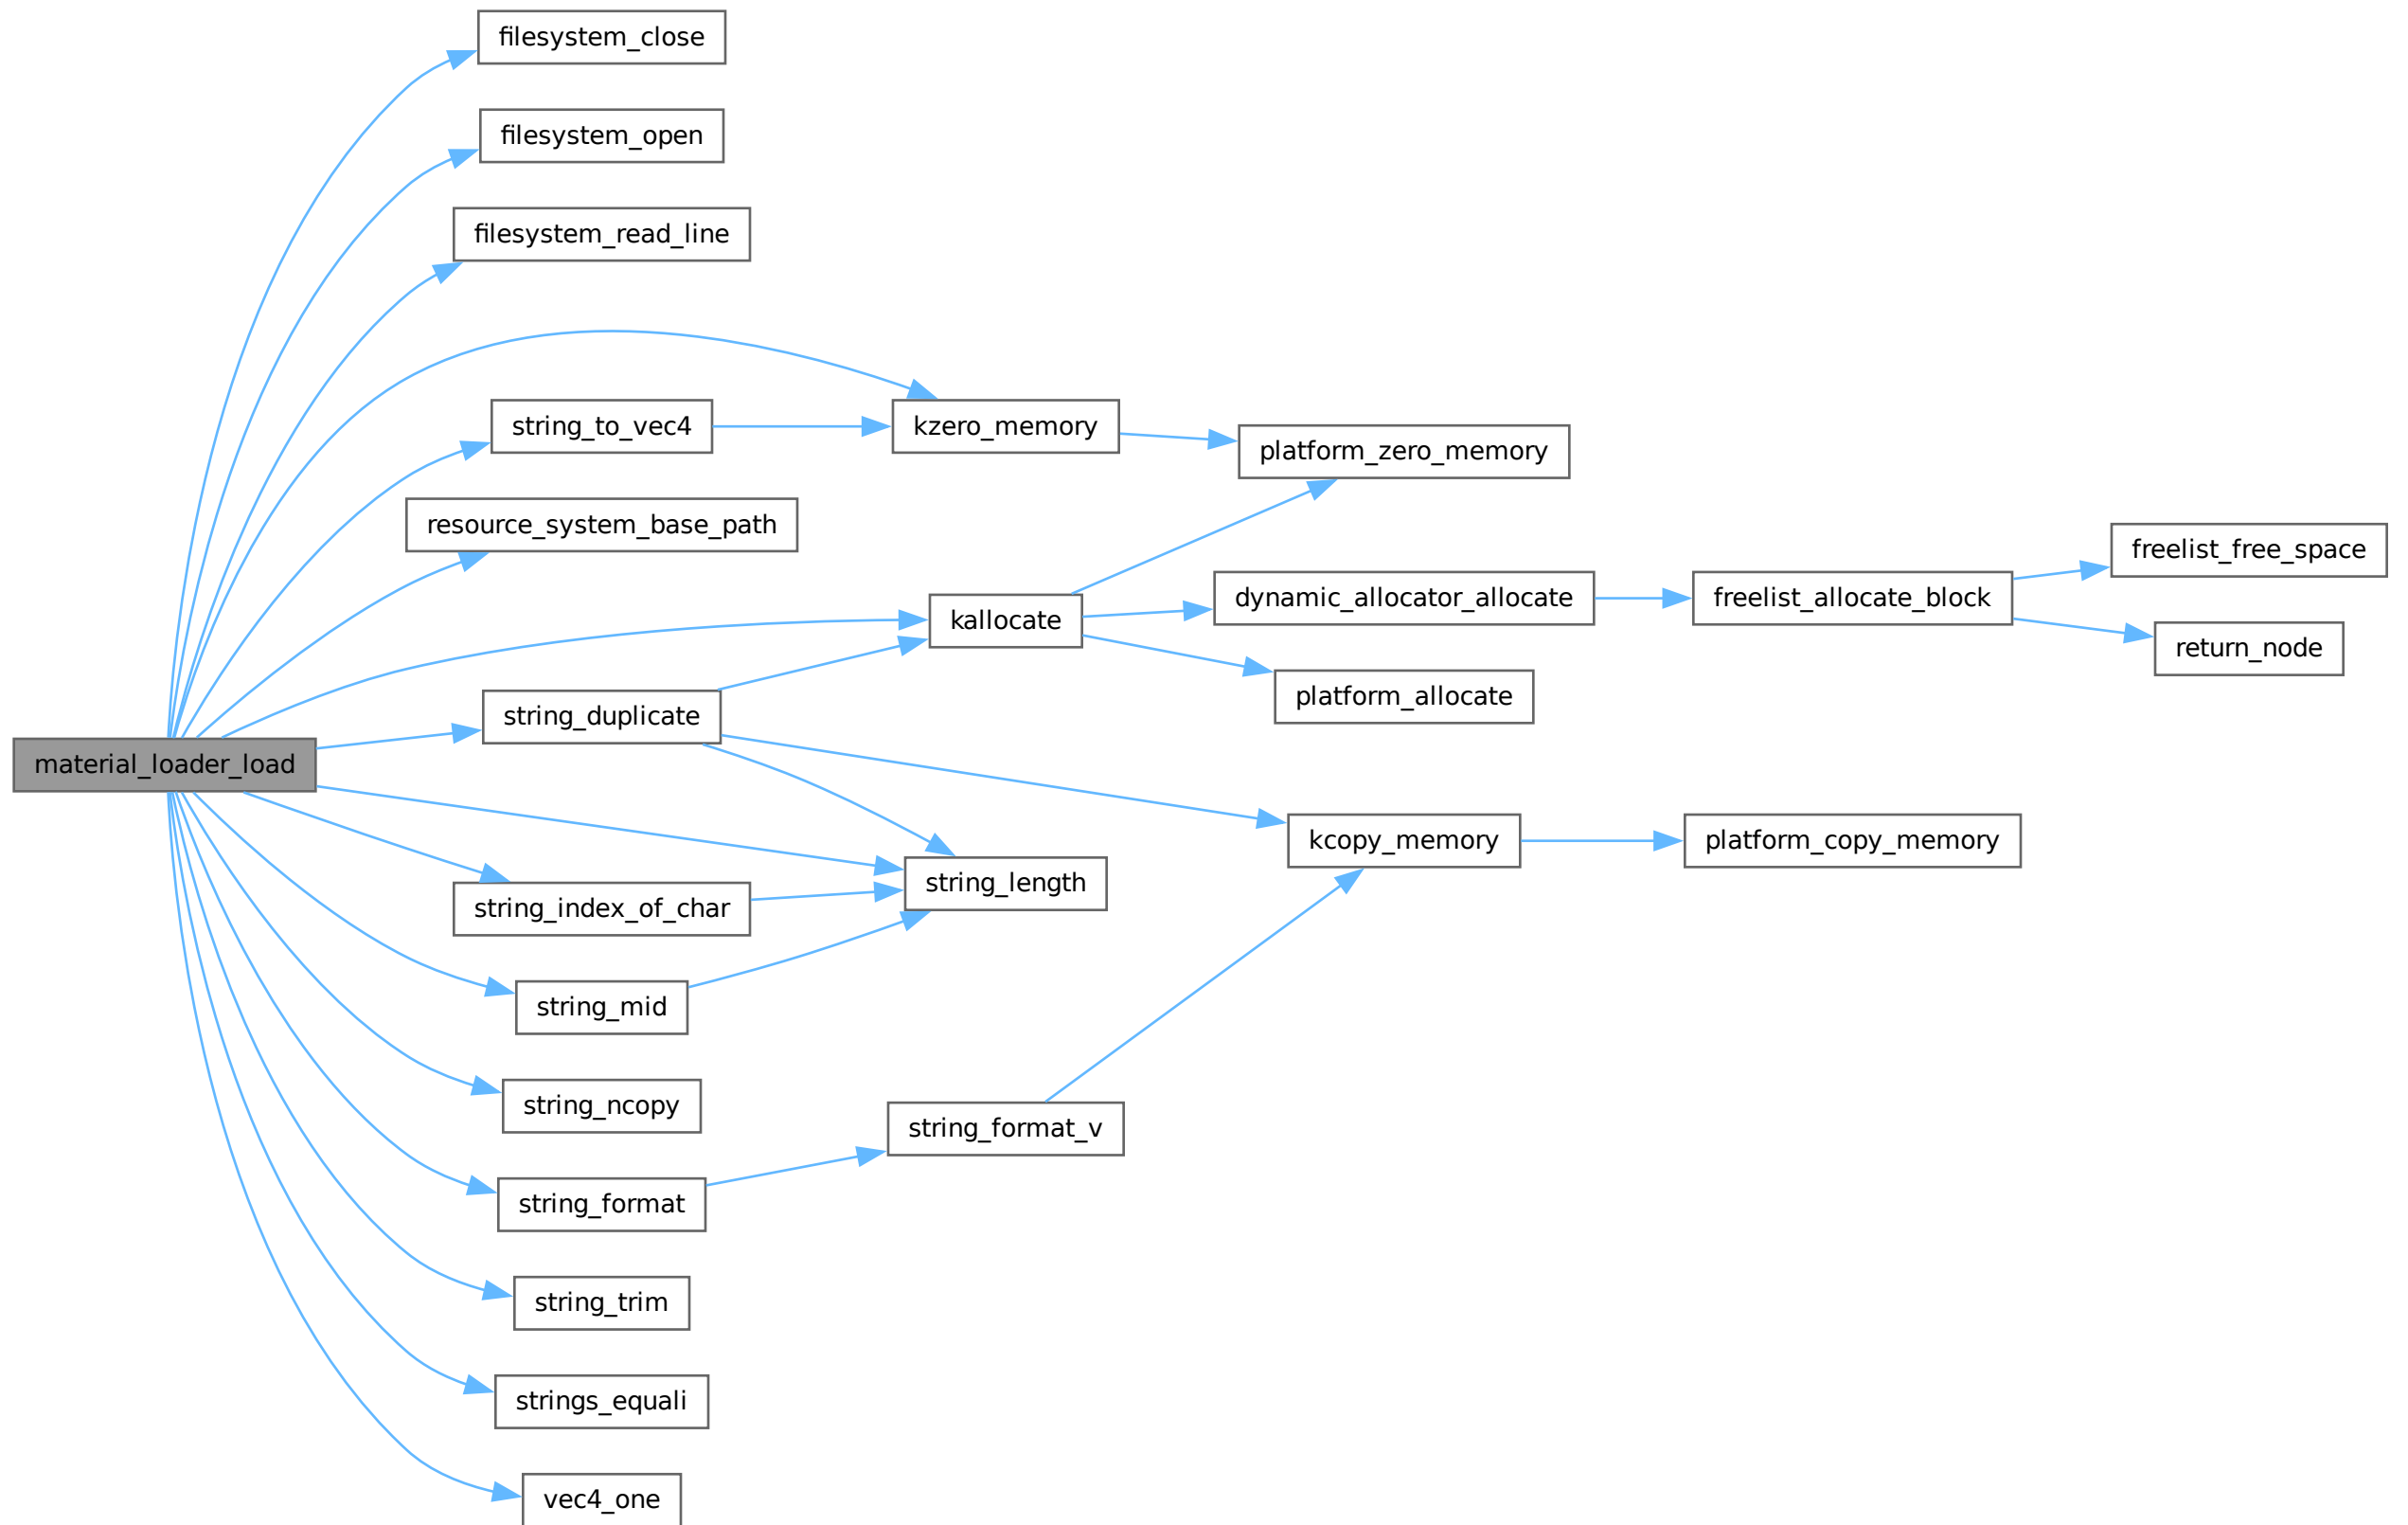 filesystem_close
filesystem_open
filesystem_read_line
string_to_vec4
kzero_memory
platform_zero_memory
resource_system_base_path
freelist_free_space
kallocate
dynamic_allocator_allocate
freelist_allocate_block
return_node
platform_allocate
string_duplicate
material_loader_load
kcopy_memory
platform_copy_memory
string_length
string_index_of_char
string_mid
string_ncopy
string_format_v
string_format
string_trim
strings_equali
vec4_one